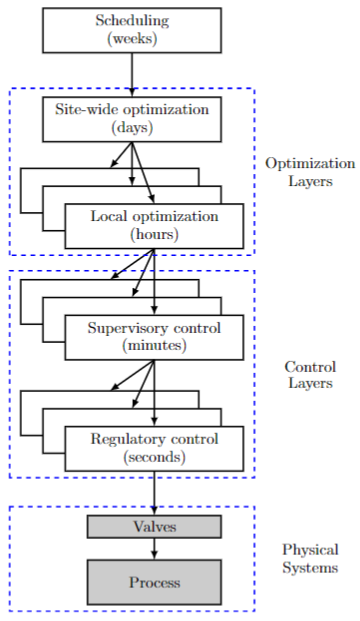 Scheduling
(weeks)
Site-wide optimization
(days)
Optimization
Layers
Local optimization
(hours)
Supervisory control
(minutes)
Control
Layers
Regulatory control
(seconds)
Valves
Physical
Systems
Process